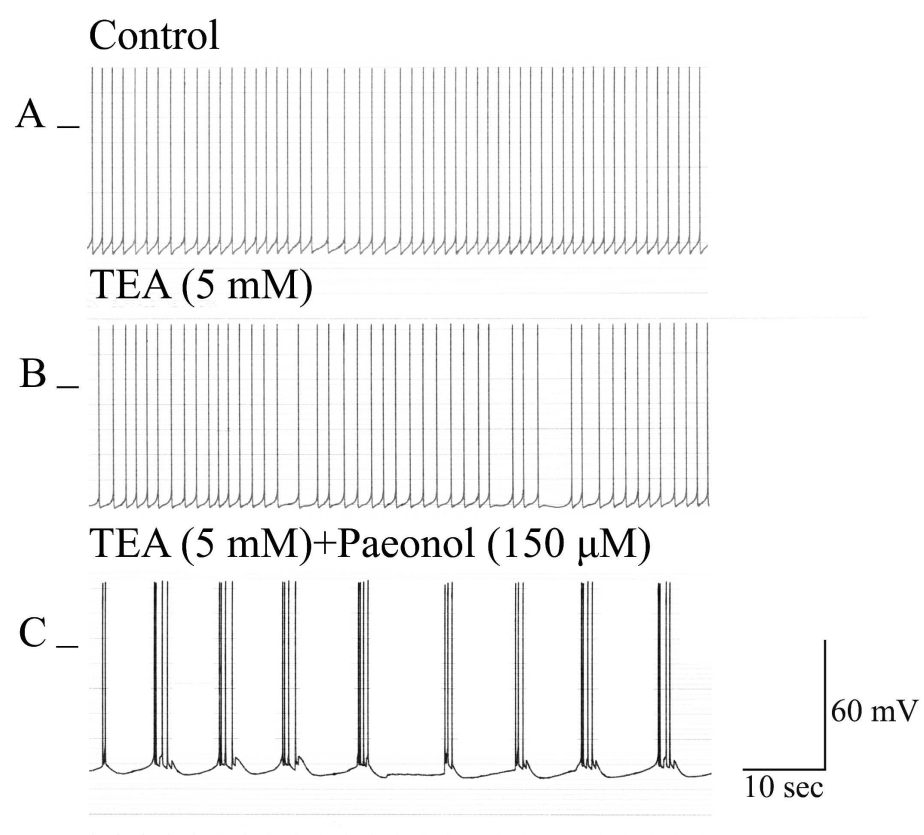 Control
A
TEA (5 mM)
B
TEA (5 mM)+Paeonol (150 μM)
C
60 mV
10 sec